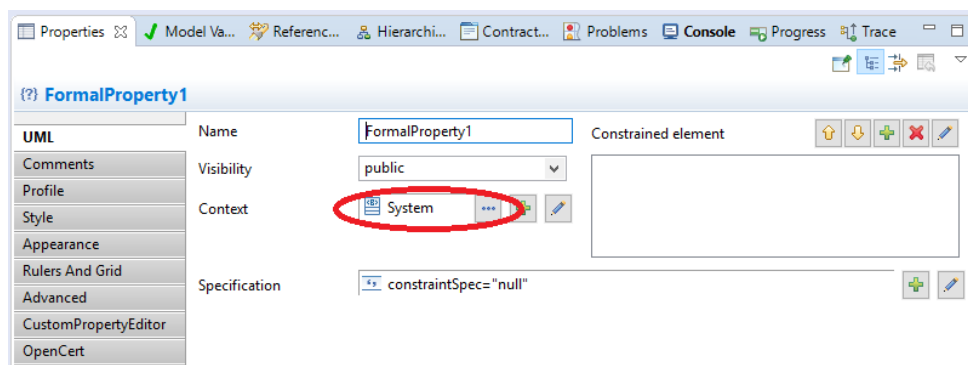 Properties Model Va... Referenc... Hierarchi... Contract... Problems Console Progress Trace
{?} FormalProperty1
UML
Comments
Profile
Style
Appearance
Rulers And Grid
Advanced
CustomPropertyEditor
OpenCert
Name FormalProperty1 Constrained element
Visibility public
Context System
Specification constraintSpec="null"